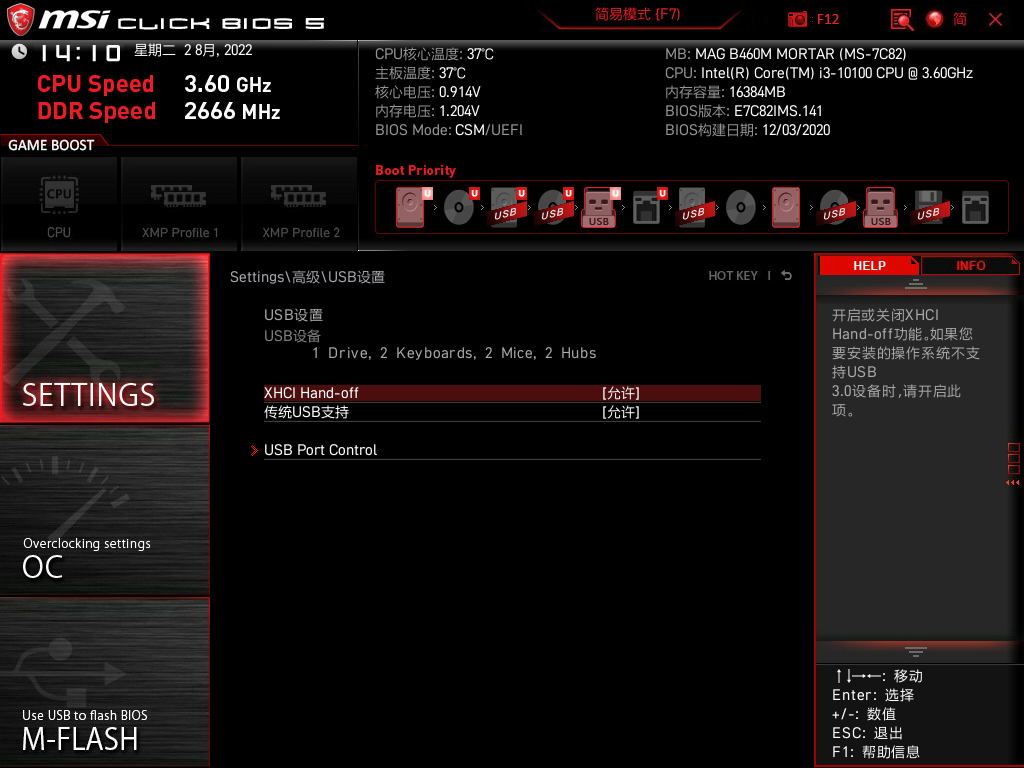 msi CLICK BIOS 5
简易模式 (F7)
F12
简
14:10 星期二 2 8月, 2022
CPU Speed 3.60 GHz
DDR Speed 2666 MHz
CPU核心温度: 37℃
主板温度: 37℃
核心电压: 0.914V
内存电压: 1.204V
BIOS Mode: CSM/UEFI
MB: MAG B460M MORTAR (MS-7C82)
CPU: Intel(R) Core(TM) i3-10100 CPU @ 3.60GHz
内存容量: 16384MB
BIOS版本: E7C82IMS.141
BIOS构建日期: 12/03/2020
GAME BOOST
CPU
CPU
XMP Profile 1
XMP Profile 2
Boot Priority
U U U U U U
USB USB USB USB USB USB USB
SETTINGS
Overclocking settings
OC
Use USB to flash BIOS
M-FLASH
Settings\高级\USB设置
HOT KEY
USB设置
USB设备
1 Drive, 2 Keyboards, 2 Mice, 2 Hubs
XHCI Hand-off [允许]
传统USB支持 [允许]
USB Port Control
HELP
INFO
开启或关闭XHCI
Hand-off功能。如果您
要安装的操作系统不支
持USB
3.0设备时,请开启此
项。
↑↓→←: 移动
Enter: 选择
+/-: 数值
ESC: 退出
F1: 帮助信息